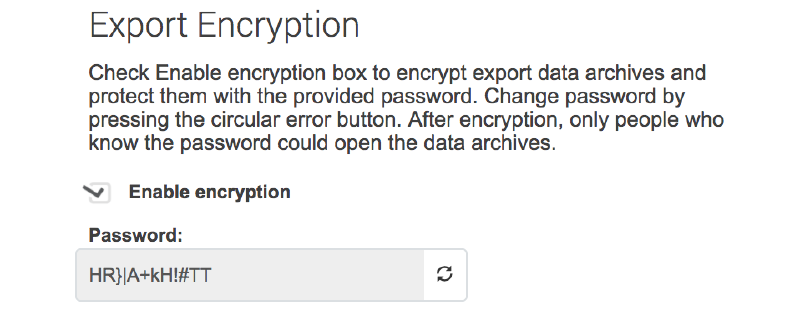 Export Encryption
Check Enable encryption box to encrypt export data archives and
protect them with the provided password. Change password by
pressing the circular error button. After encryption, only people who
know the password could open the data archives.
Enable encryption
Password:
HR}|A+kH!#TT